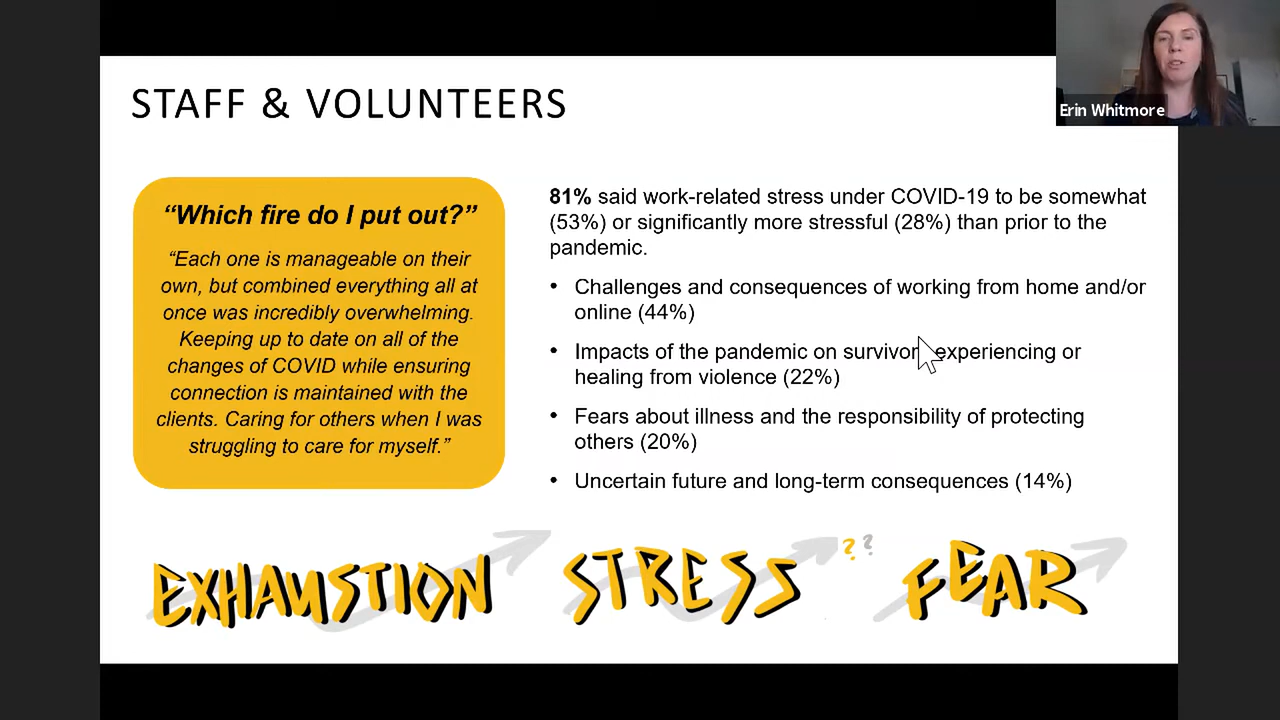 STAFF & VOLUNTEERS
Erin Whitmore
“Which fire do I put out?”
“Each one is manageable on their
own, but combined everything all at
once was incredibly overwhelming.
Keeping up to date on all of the
changes of COVID while ensuring
connection is maintained with the
clients. Caring for others when I was
struggling to care for myself.”
81% said work-related stress under COVID-19 to be somewhat
(53%) or significantly more stressful (28%) than prior to the
pandemic.
• Challenges and consequences of working from home and/or
online (44%)
• Impacts of the pandemic on survivor experiencing or
healing from violence (22%)
• Fears about illness and the responsibility of protecting
others (20%)
• Uncertain future and long-term consequences (14%)
EXHAUSTION STRESS ?? FEAR